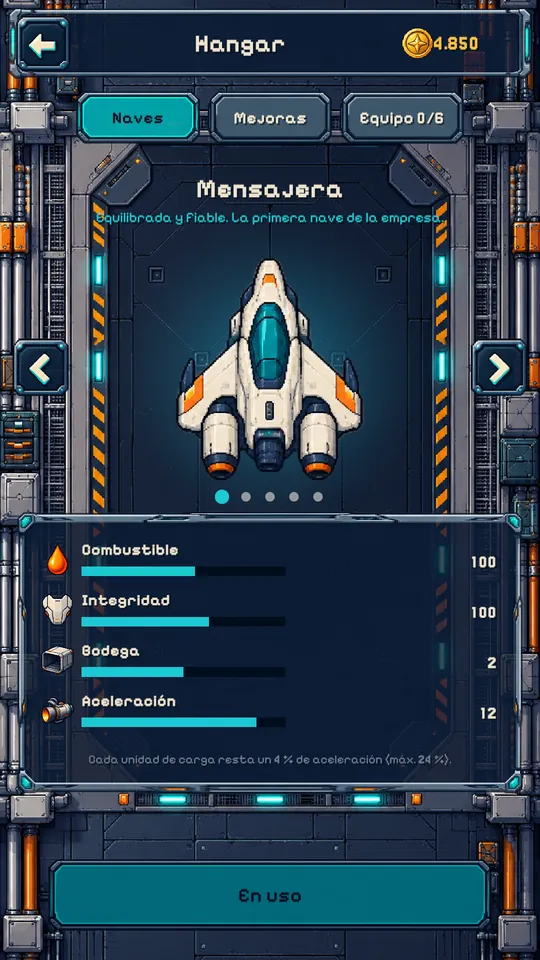 Hangar
4.850
Naves
Mejoras
Equipo 0/6
Mensajera
Equilibrada y fiable. La primera nave de la empresa.
Combustible
100
Integridad
100
Bodega
2
Aceleración
12
Cada unidad de carga resta un 4 % de aceleración (máx. 24 %).
En uso